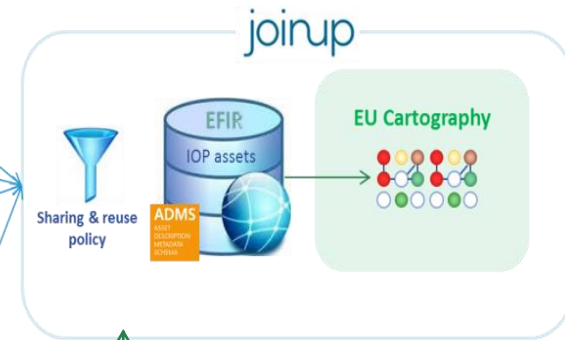 joinup
EFIR
IOP assets
EU Cartography
Sharing & reuse
policy
ADMS
ASSET
DESCRIPTION
METADATA
SCHEMA